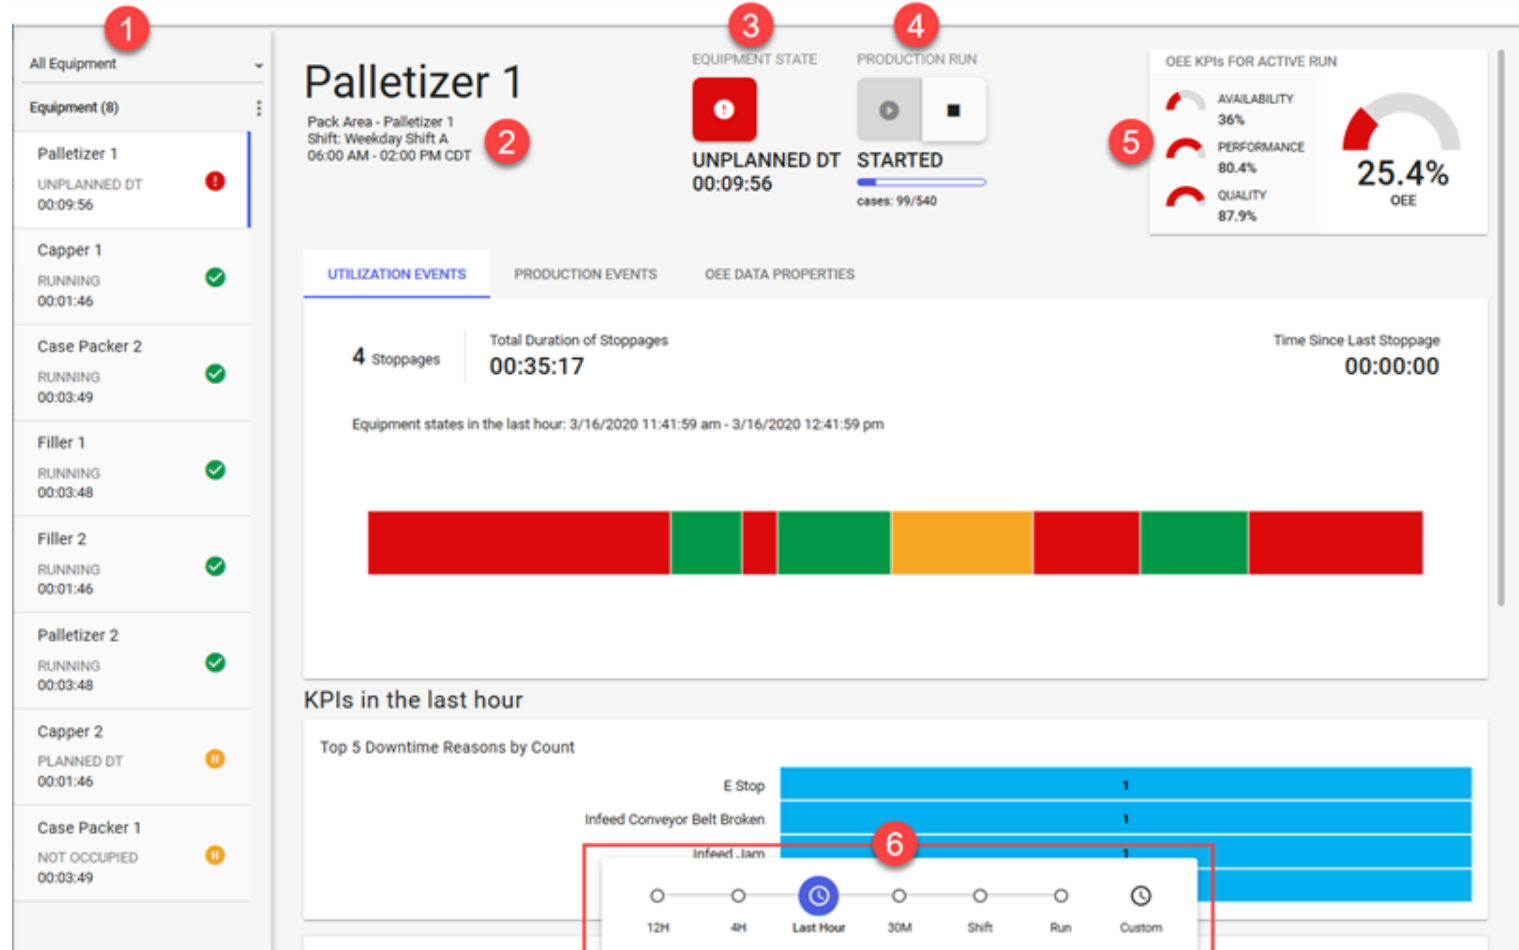 1
All Equipment
Equipment (8)
Palletizer 1
UNPLANNED DT
00:09:56
Capper 1
RUNNING
00:01:46
Case Packer 2
RUNNING
00:03:49
Filler 1
RUNNING
00:03:48
Filler 2
RUNNING
00:01:46
Palletizer 2
RUNNING
00:03:48
Capper 2
PLANNED DT
00:01:46
Case Packer 1
NOT OCCUPIED
00:03:49
Palletizer 1
Pack Area - Palletizer 1
Shift: Weekday Shift A
06:00 AM - 02:00 PM CDT
2
3
EQUIPMENT STATE
UNPLANNED DT
00:09:56
4
PRODUCTION RUN
STARTED
cases: 99/540
5
OEE KPIs FOR ACTIVE RUN
AVAILABILITY
36%
PERFORMANCE
80.4%
QUALITY
87.9%
25.4%
OEE
UTILIZATION EVENTS PRODUCTION EVENTS OEE DATA PROPERTIES
4 Stoppages
Total Duration of Stoppages
00:35:17
Time Since Last Stoppage
00:00:00
Equipment states in the last hour: 3/16/2020 11:41:59 am - 3/16/2020 12:41:59 pm
KPIs in the last hour
Top 5 Downtime Reasons by Count
E Stop 1
Infeed Conveyor Belt Broken 1
Infeed Jam 1
6
12H 4H Last Hour 30M Shift Run Custom